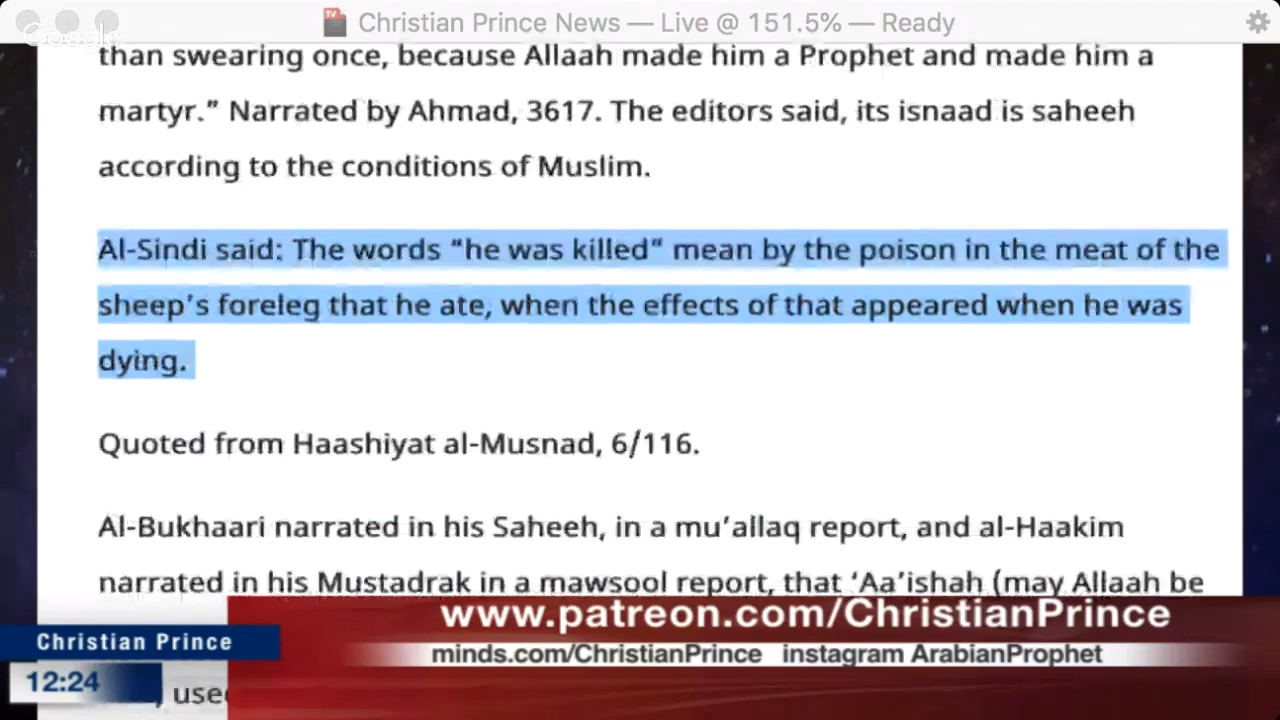 Christian Prince News — Live @ 151.5% — Ready
Google
than swearing once, because Allaah made him a Prophet and made him a
martyr.” Narrated by Ahmad, 3617. The editors said, its isnaad is saheeh
according to the conditions of Muslim.
Al-Sindi said: The words “he was killed” mean by the poison in the meat of the
sheep’s foreleg that he ate, when the effects of that appeared when he was
dying.
Quoted from Haashiyat al-Musnad, 6/116.
Al-Bukhaari narrated in his Saheeh, in a mu’allaq report, and al-Haakim
narrated in his Mustadrak in a mawsool report, that ‘Aa’ishah (may Allaah be
www.patreon.com/ChristianPrince
Christian Prince
minds.com/ChristianPrince instagram ArabianProphet
12:24